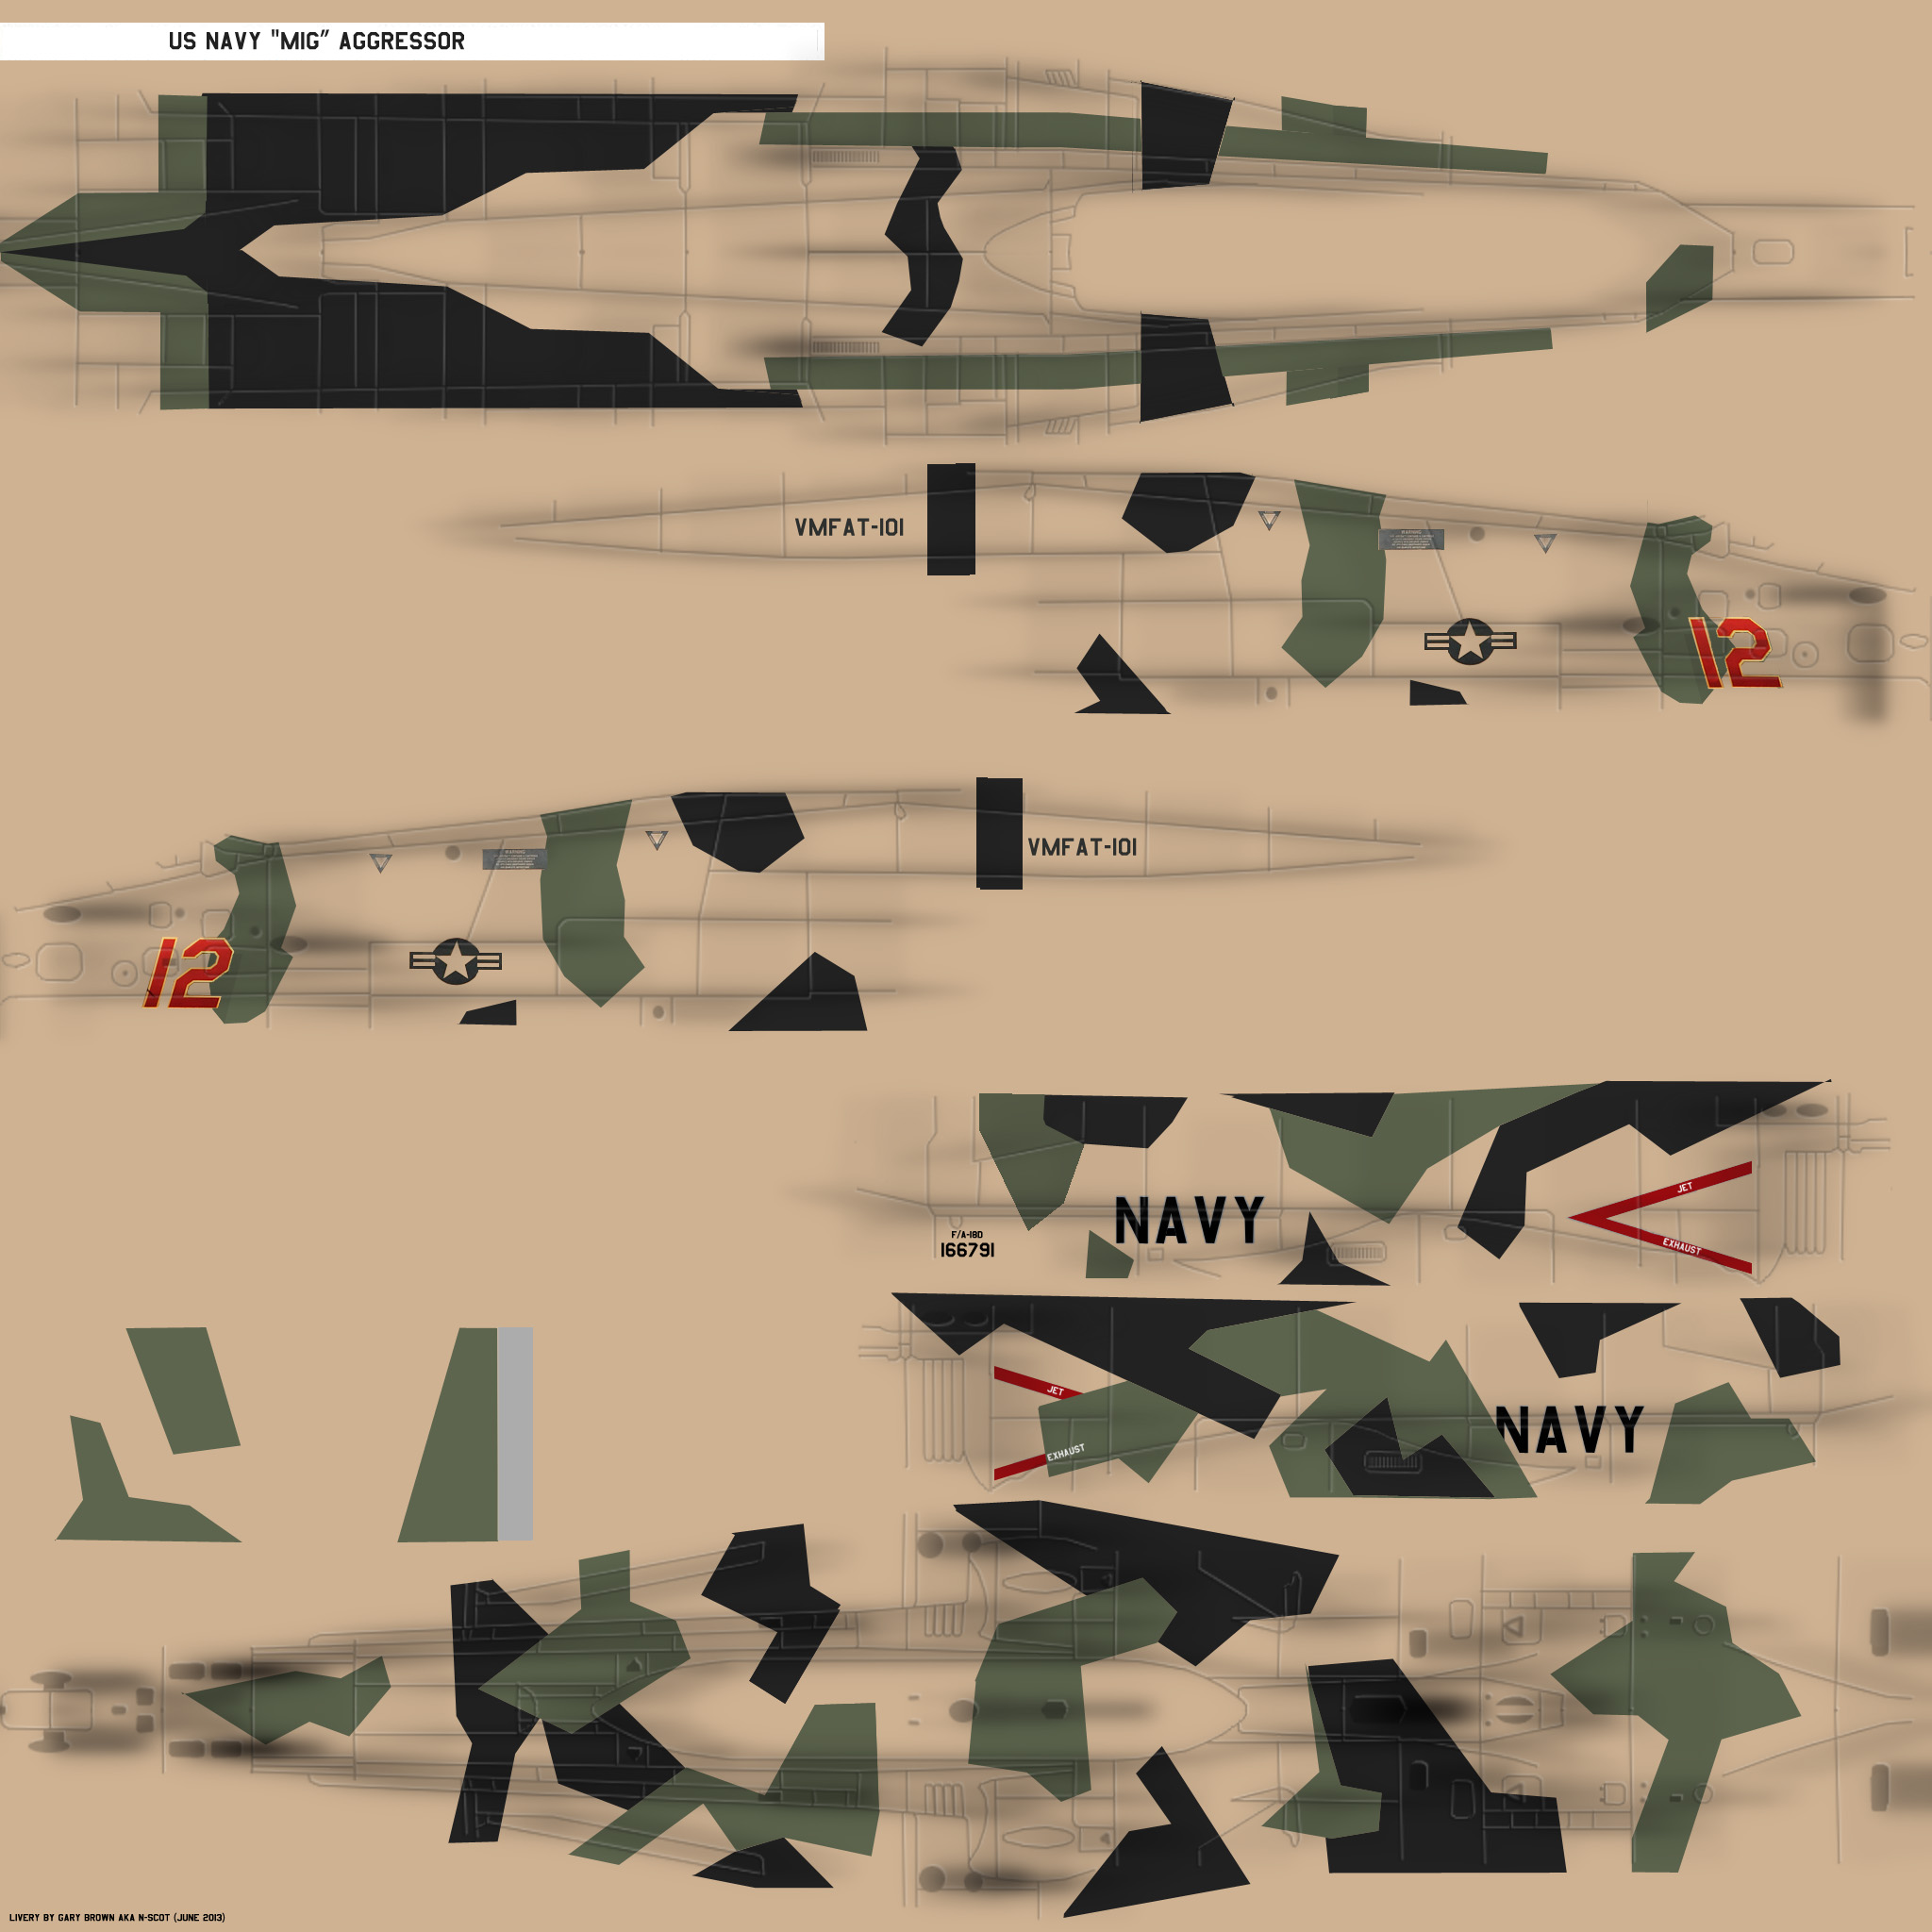 US NAVY "MIG" AGGRESSOR
VMFAT-101
12
VMFAT-101
12
JET
NAVY
F/A-18D
166791
EXHAUST
JET
NAVY
EXHAUST
LIVERY BY GARY BROWN AKA N-SCOT (JUNE 2013)